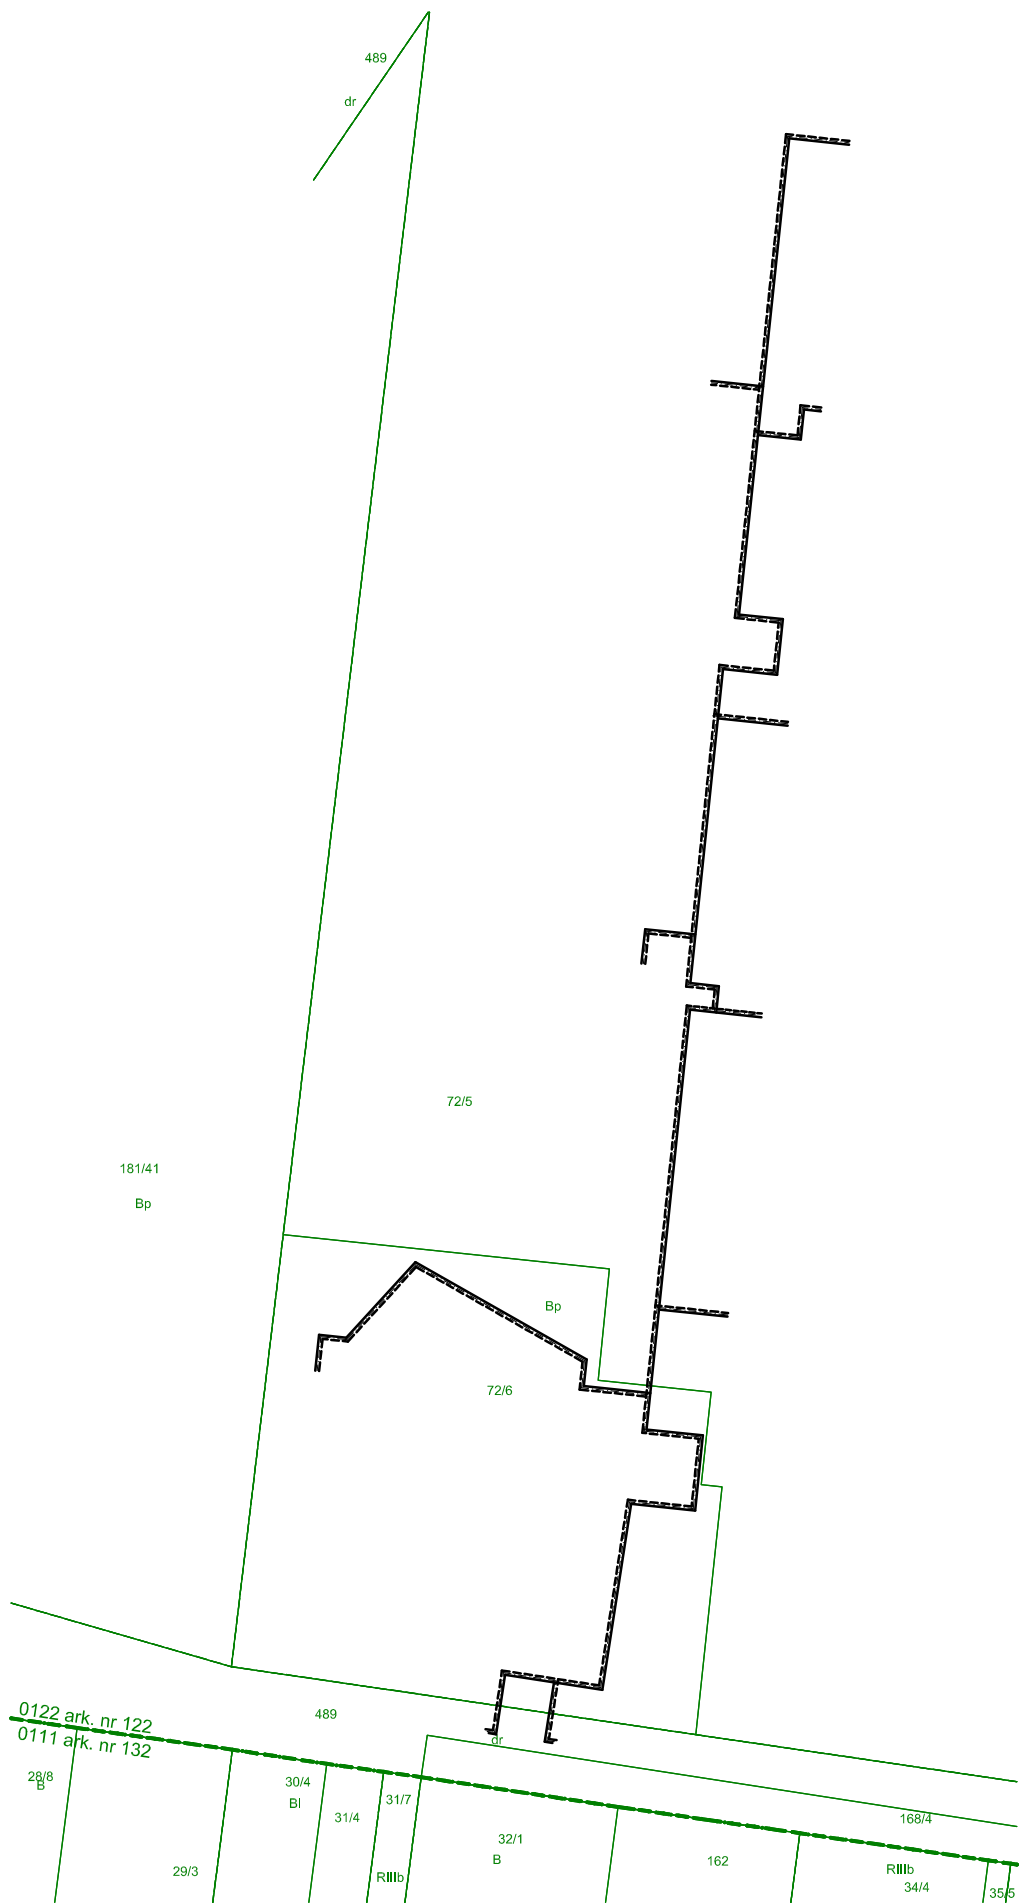 489
dr
72/5
181/41
Bp
Bp
72/6
489
dr
0122 ark. nr 122
0111 ark. nr 132
28/8
B
30/4
BI
31/7
31/4
168/4
32/1
B
162
RIIIb
29/3
RIIIb
34/4
35/5